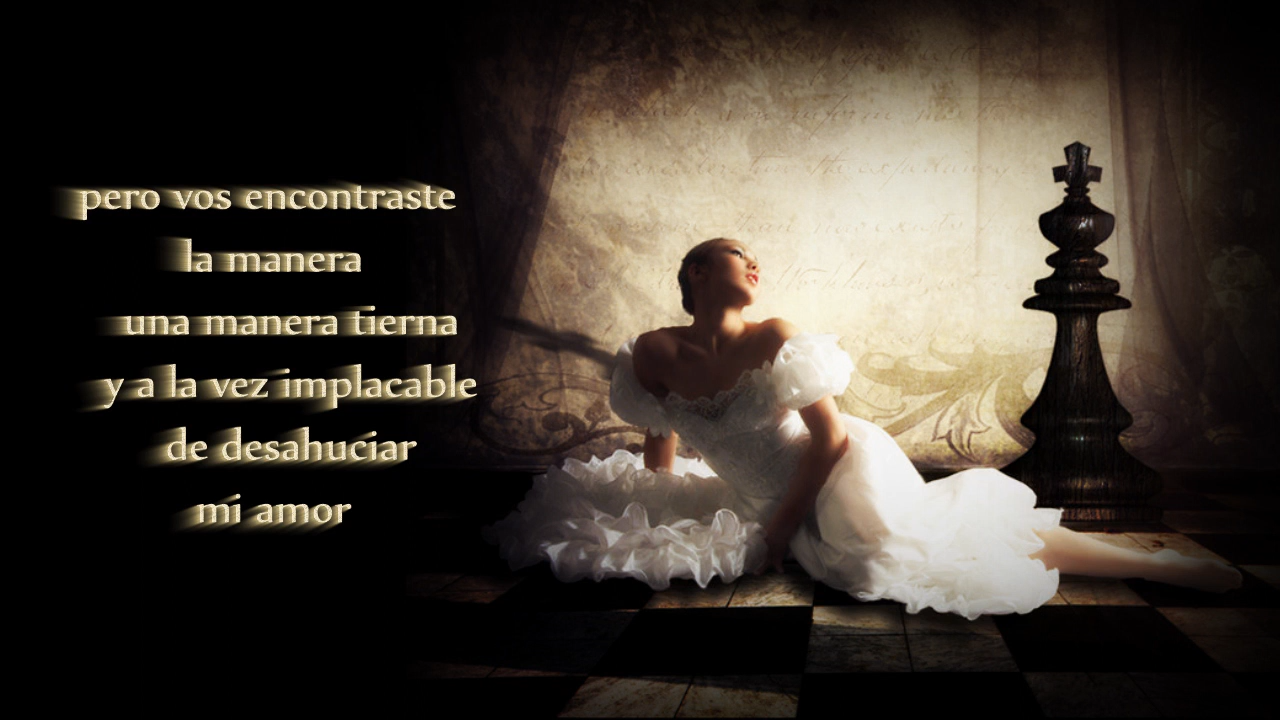 pero vos encontraste
la manera
una manera tierna
y a la vez implacable
de desahuciar
mi amor